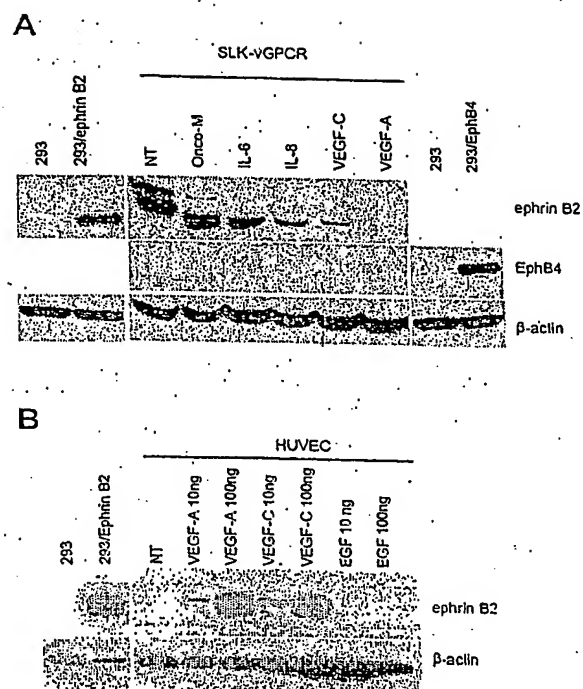 A
SLK-vGPCR
293
293/ephrin B2
NT
Onco-M
IL-6
IL-8
VEGF-C
VEGF-A
293
293/EphB4
ephrin B2
EphB4
β-actin
B
HUVEC
293
293/Ephrin B2
NT
VEGF-A 10ng
VEGF-A 100ng
VEGF-C 10ng
VEGF-C 100ng
EGF 10 ng
EGF 100ng
ephrin B2
β-actin